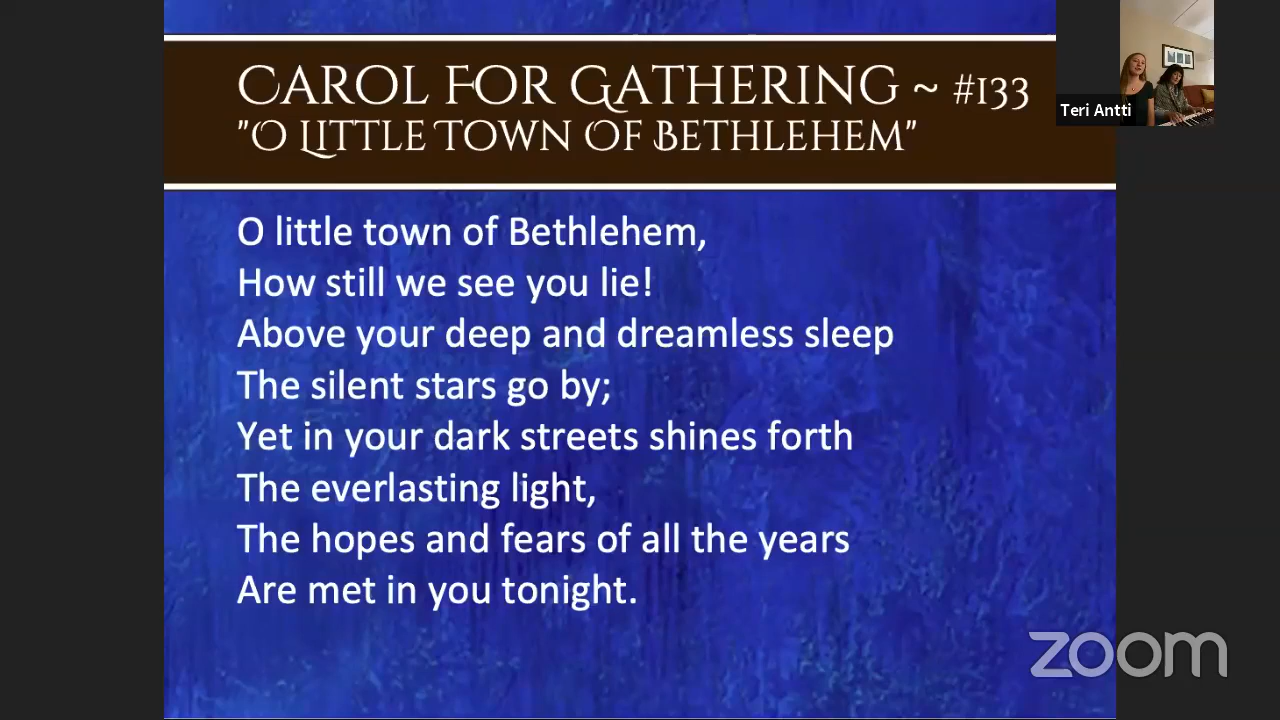 CAROL FOR GATHERING ~ #133
"O LITTLE TOWN OF BETHLEHEM"
Teri Antti
O little town of Bethlehem,
How still we see you lie!
Above your deep and dreamless sleep
The silent stars go by;
Yet in your dark streets shines forth
The everlasting light,
The hopes and fears of all the years
Are met in you tonight.
zoom